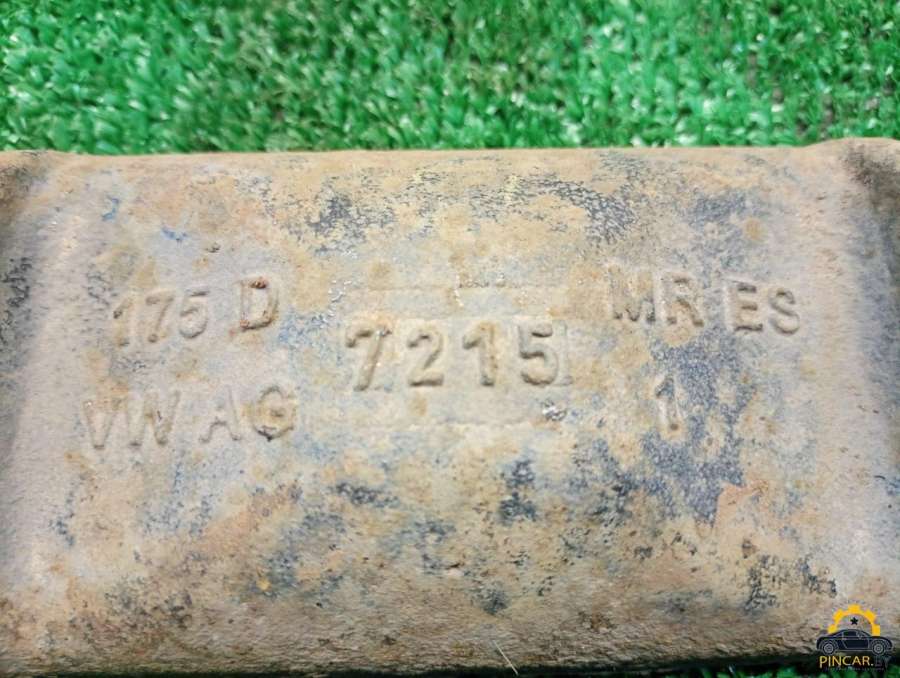 175 D
VW AG
7215
MR ES
1
PINCAR.BY